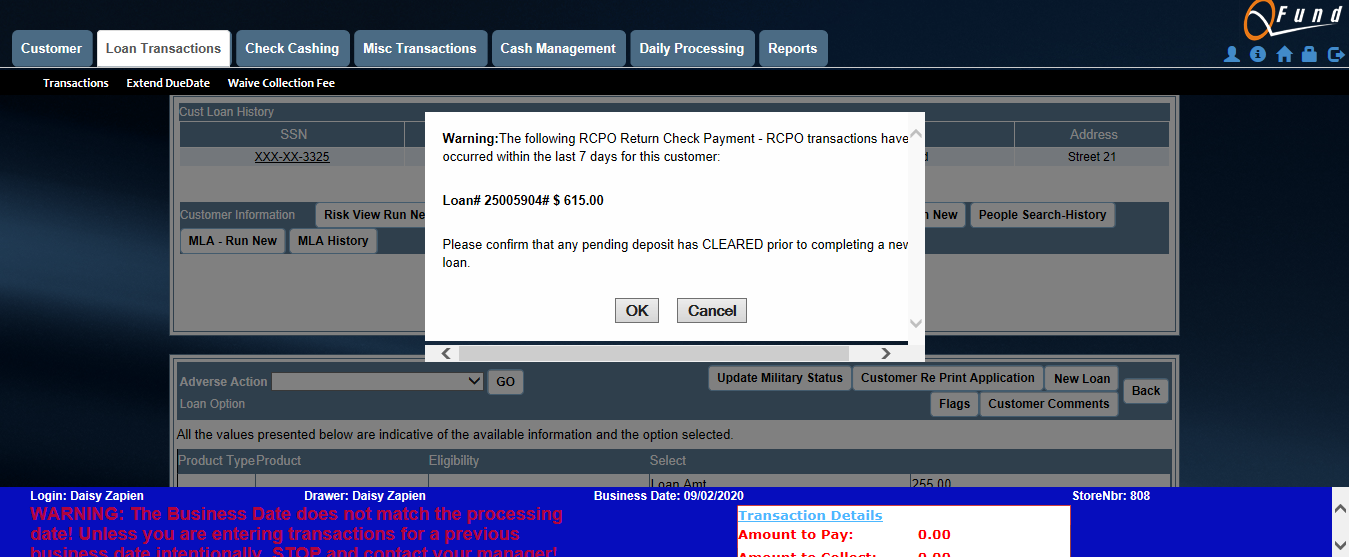 QFund
Customer Loan Transactions Check Cashing Misc Transactions Cash Management Daily Processing Reports
Transactions Extend DueDate Waive Collection Fee
Cust Loan History
SSN Address
XXX-XX-3325 Street 21
Warning:The following RCPO Return Check Payment - RCPO transactions have
occurred within the last 7 days for this customer:
Loan# 25005904# $ 615.00
Please confirm that any pending deposit has CLEARED prior to completing a new
loan.
OK Cancel
Customer Information Risk View Run Ne n New People Search-History
MLA - Run New MLA History
Adverse Action GO Update Military Status Customer Re Print Application New Loan Back
Loan Option Flags Customer Comments
All the values presented below are indicative of the available information and the option selected.
Product Type Product Eligibility Select
Loan Amt 255.00
Login: Daisy Zapien Drawer: Daisy Zapien Business Date: 09/02/2020 StoreNbr: 808
WARNING: The Business Date does not match the processing
date! Unless you are entering transactions for a previous
business date intentionally, STOP and contact your manager!
Transaction Details
Amount to Pay: 0.00
Amount to Collect: 0.00